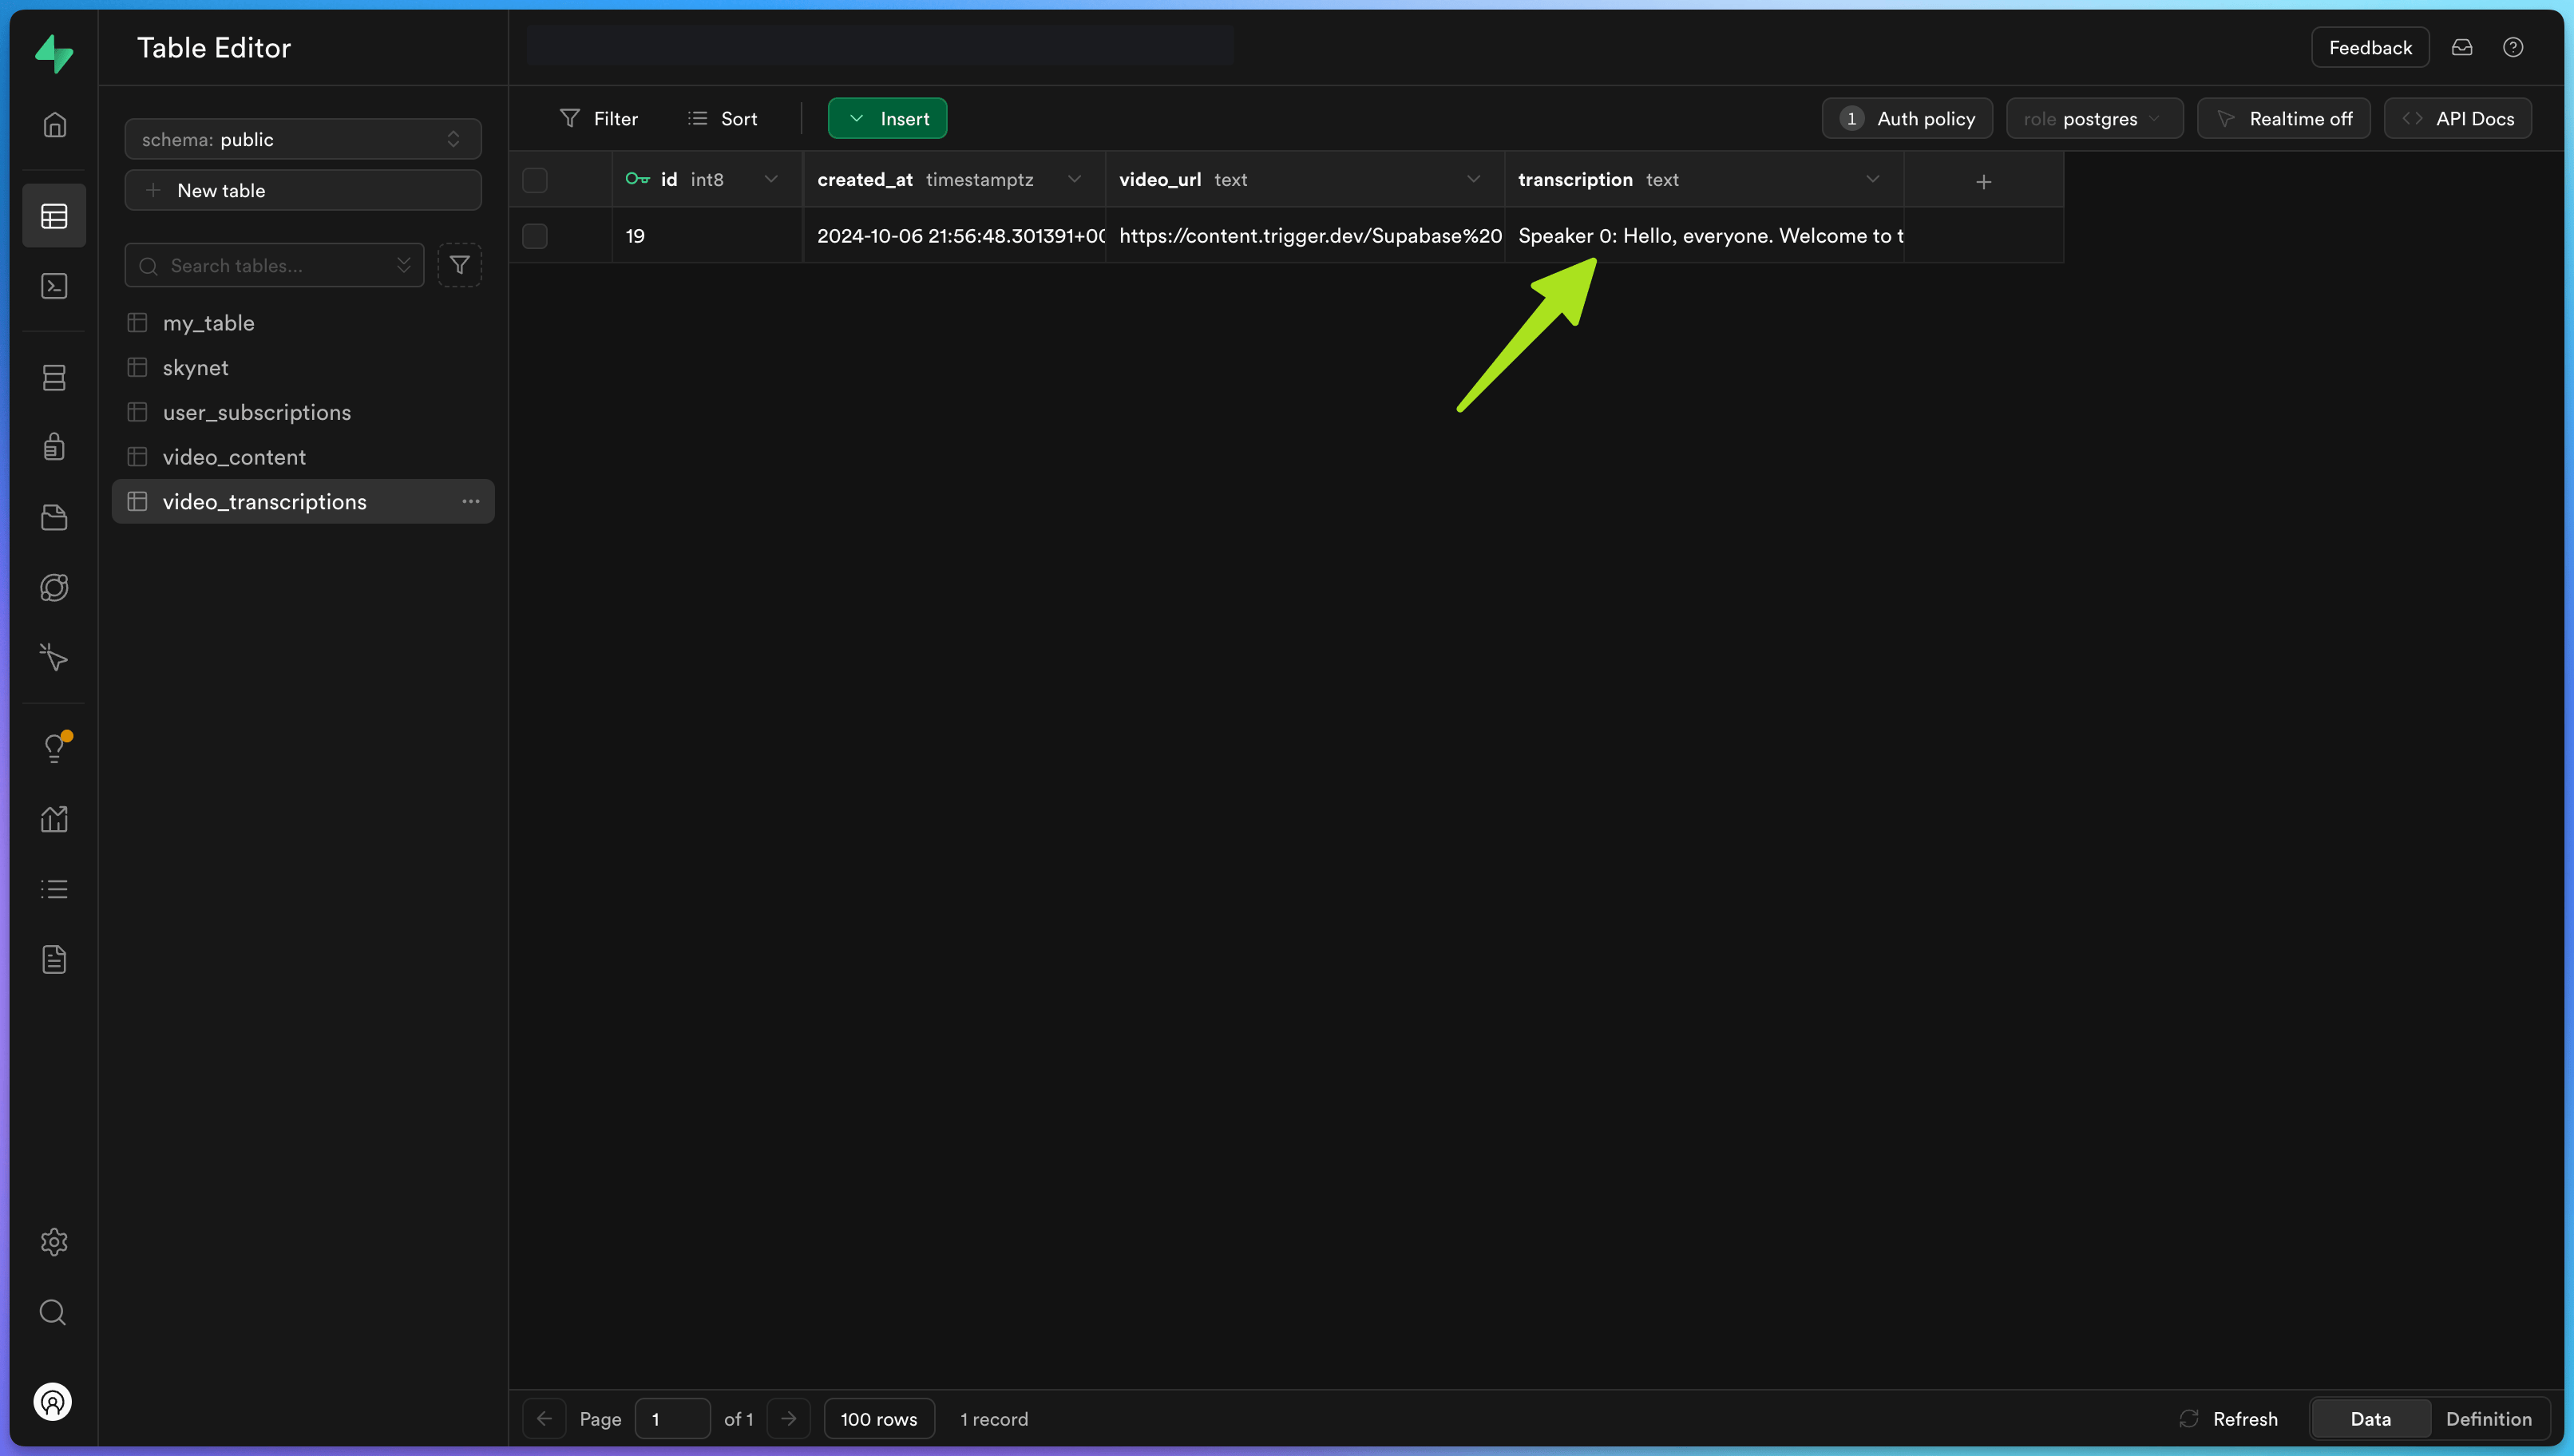 Table Editor
Feedback
schema: public
New table
Search tables...
my_table
skynet
user_subscriptions
video_content
video_transcriptions
Filter
Sort
Insert
1 Auth policy
role postgres
Realtime off
API Docs
id int8
created_at timestamptz
video_url text
transcription text
19
2024-10-06 21:56:48.301391+00
https://content.trigger.dev/Supabase%20
Speaker 0: Hello, everyone. Welcome to t
Page 1 of 1
100 rows
1 record
Refresh
Data
Definition